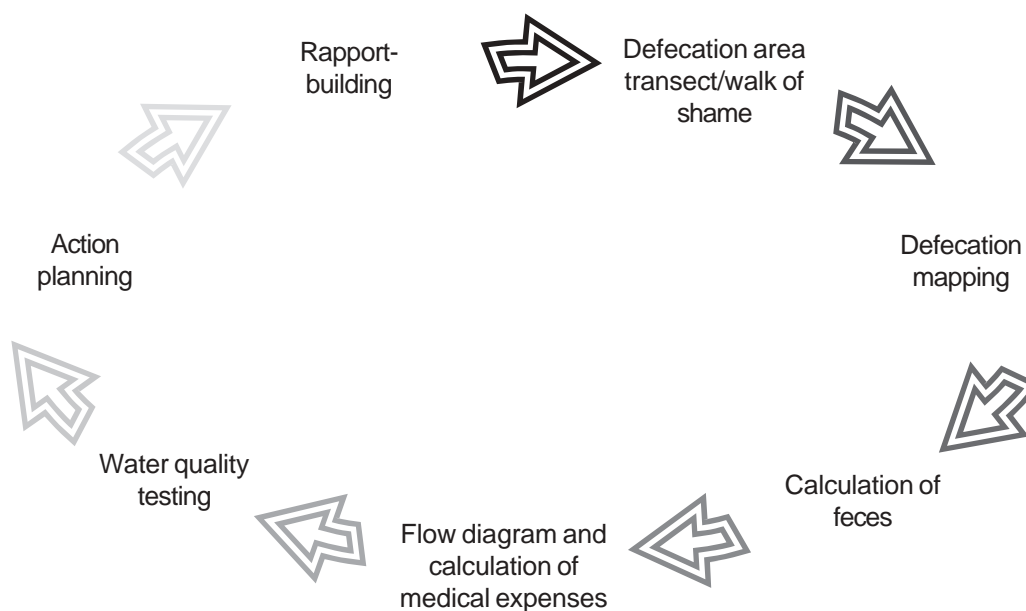 Rapport-
building
Defecation area
transect/walk of
shame
Defecation
mapping
Calculation of
feces
Flow diagram and
calculation of
medical expenses
Water quality
testing
Action
planning